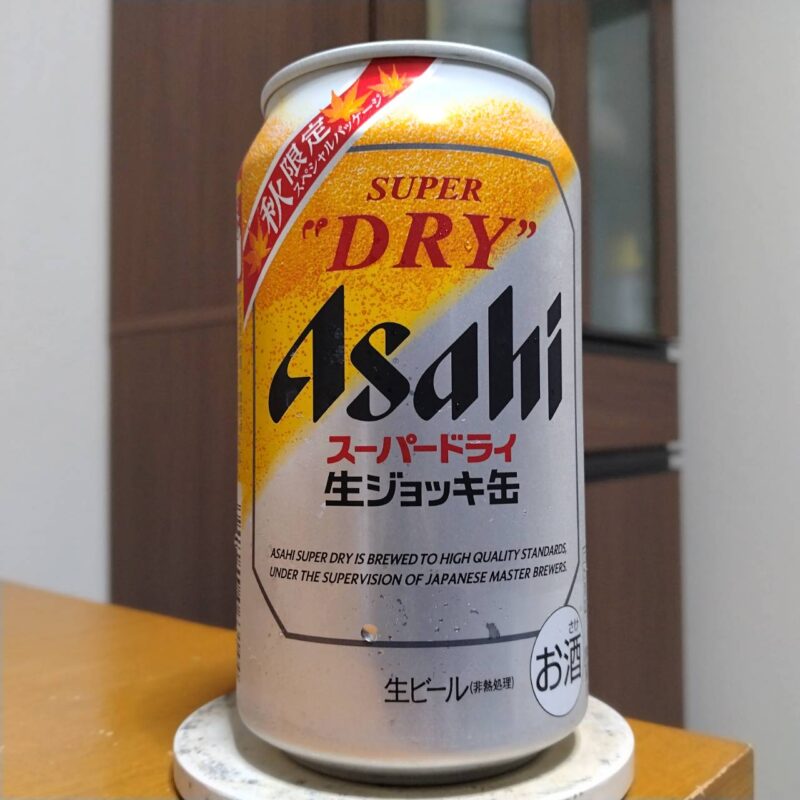 秋限定
スペシャルパッケージ
SUPER
"DRY"
Asahi
スーパードライ
生ジョッキ缶
ASAHI SUPER DRY IS BREWED TO HIGH QUALITY STANDARDS,
UNDER THE SUPERVISION OF JAPANESE MASTER BREWERS.
さけ
お酒
生ビール(非熱処理)